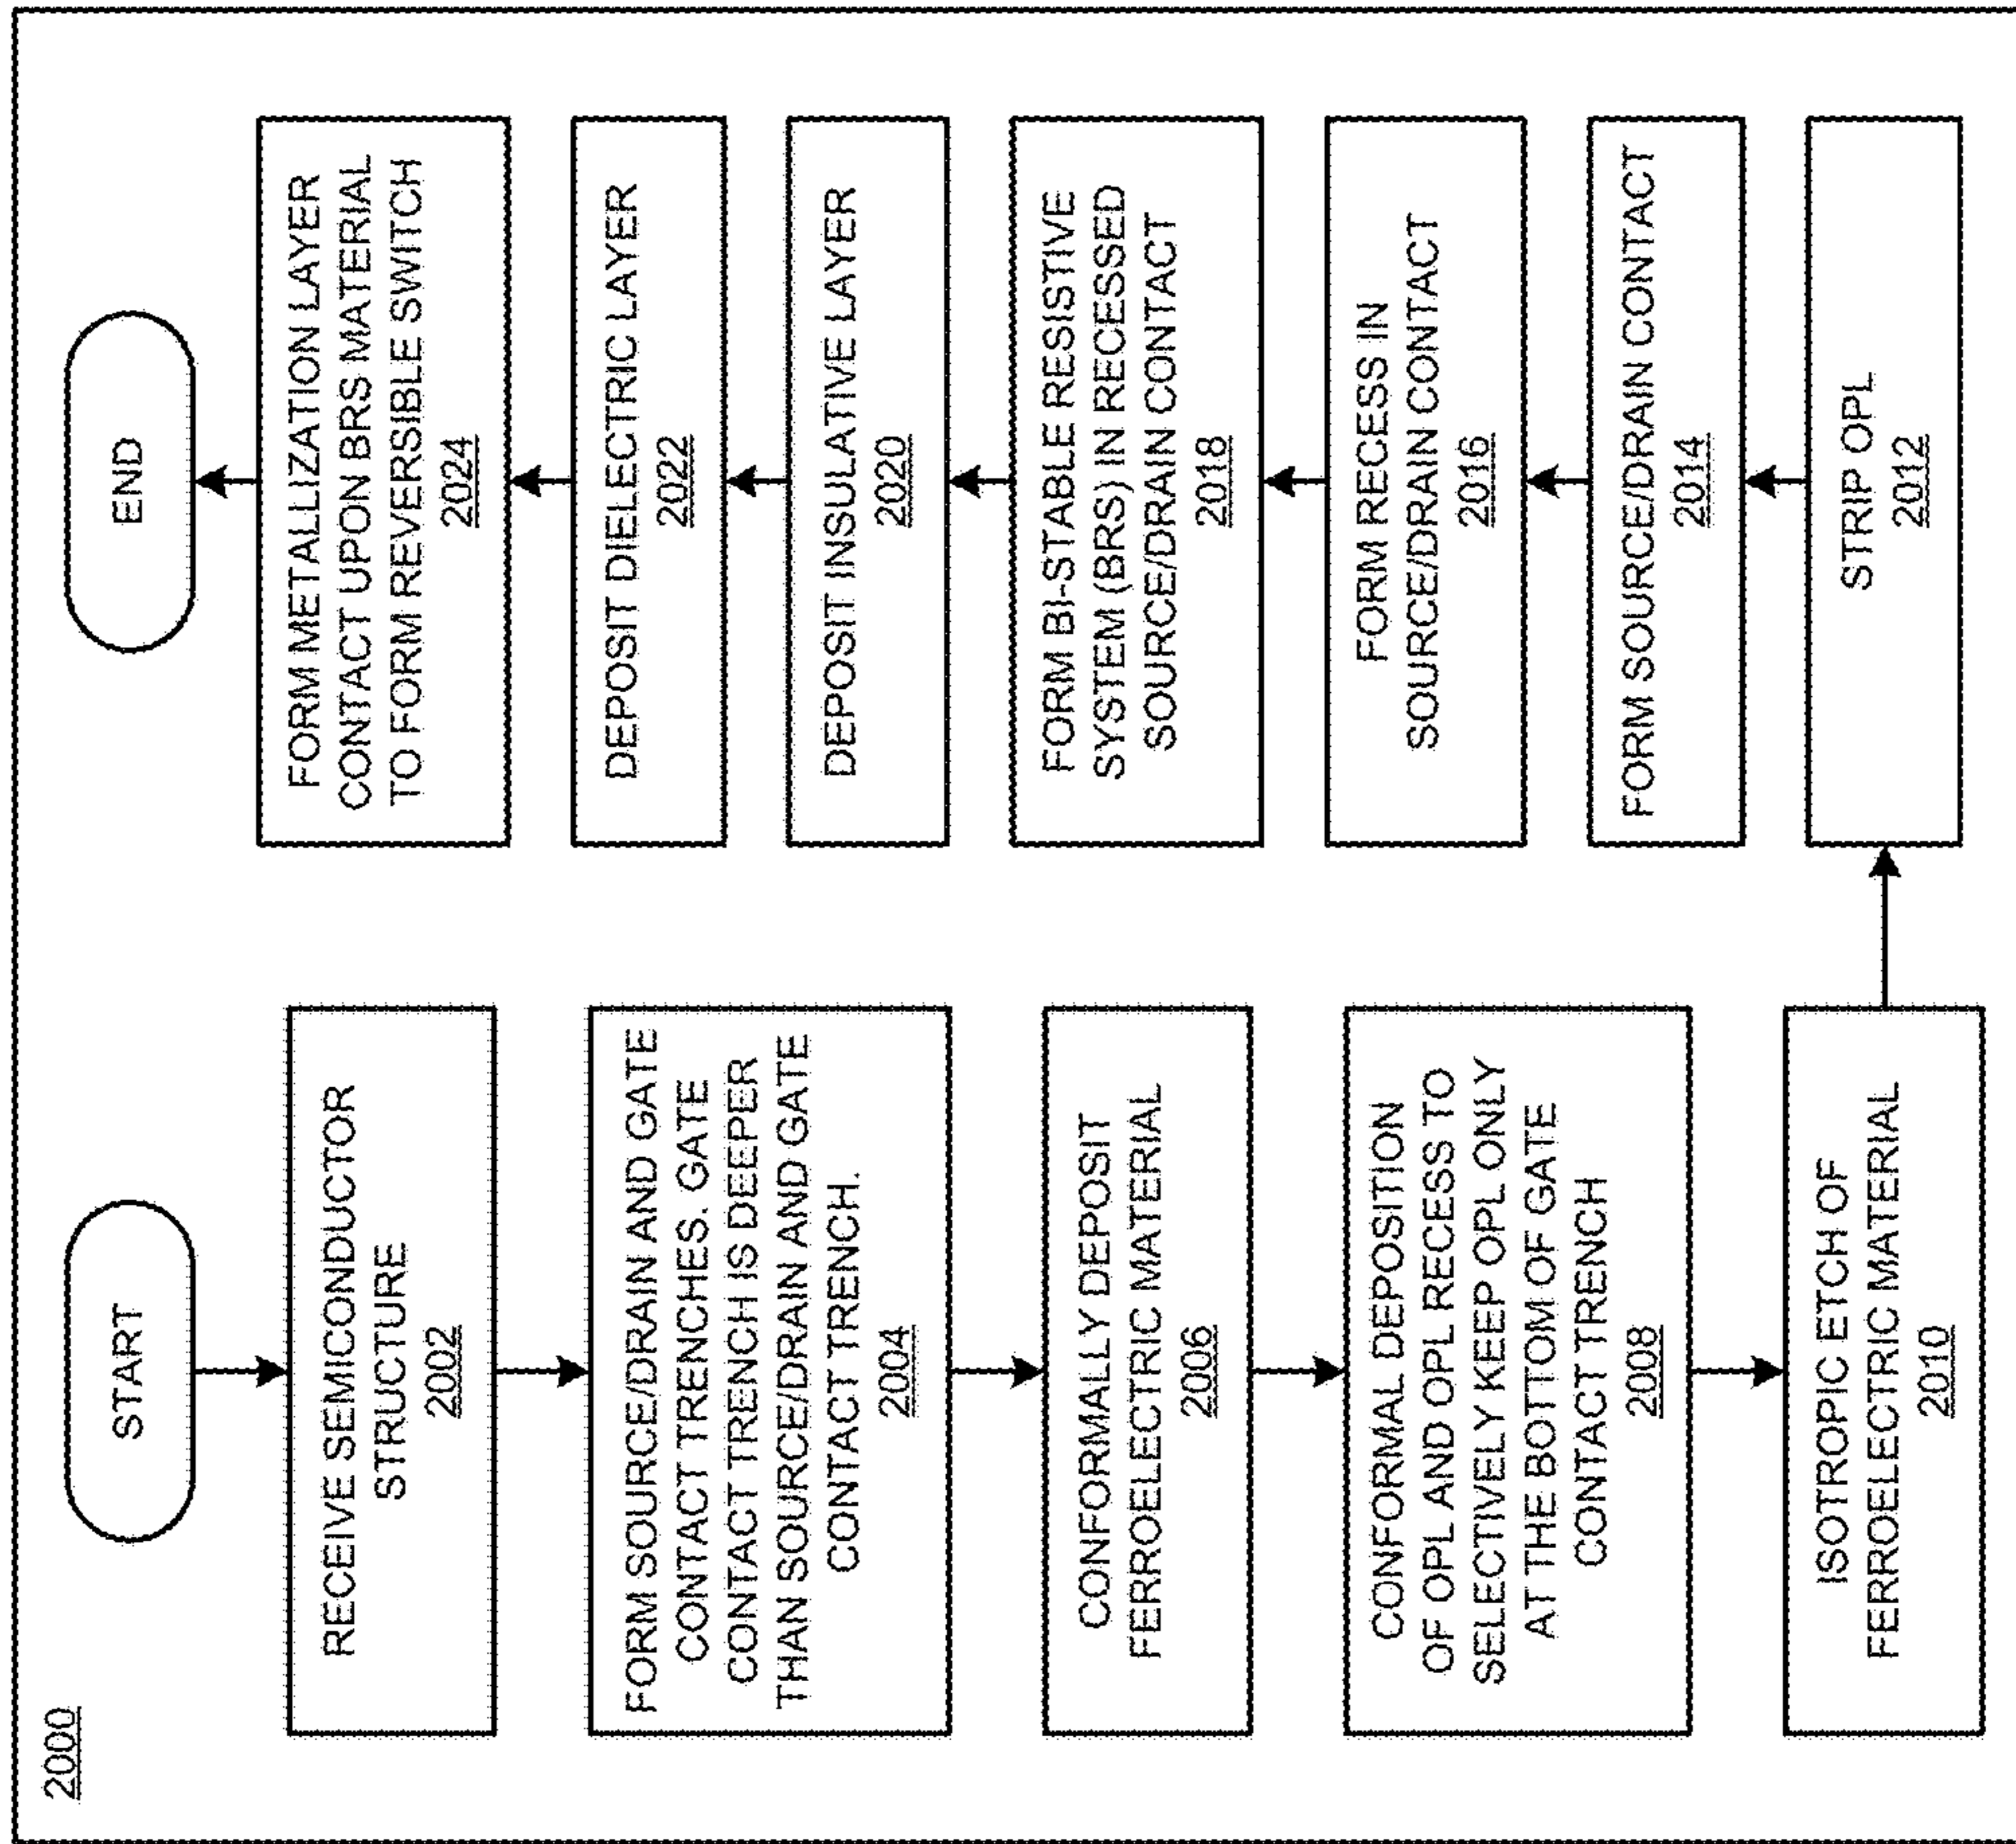 2000
START
RECEIVE SEMICONDUCTOR
STRUCTURE
2002
FORM SOURCE/DRAIN AND GATE
CONTACT TRENCHES. GATE
CONTACT TRENCH IS DEEPER
THAN SOURCE/DRAIN AND GATE
CONTACT TRENCH.
2004
CONFORMALLY DEPOSIT
FERROELECTRIC MATERIAL
2006
CONFORMAL DEPOSITION
OF OPL AND OPL RECESS TO
SELECTIVELY KEEP OPL ONLY
AT THE BOTTOM OF GATE
CONTACT TRENCH
2008
ISOTROPIC ETCH OF
FERROELECTRIC MATERIAL
2010
STRIP OPL
2012
FORM SOURCE/DRAIN CONTACT
2014
FORM RECESS IN
SOURCE/DRAIN CONTACT
2016
FORM BI-STABLE RESISTIVE
SYSTEM (BRS) IN RECESSED
SOURCE/DRAIN CONTACT
2018
DEPOSIT INSULATIVE LAYER
2020
DEPOSIT DIELECTRIC LAYER
2022
FORM METALLIZATION LAYER
CONTACT UPON BRS MATERIAL
TO FORM REVERSIBLE SWITCH
2024
END